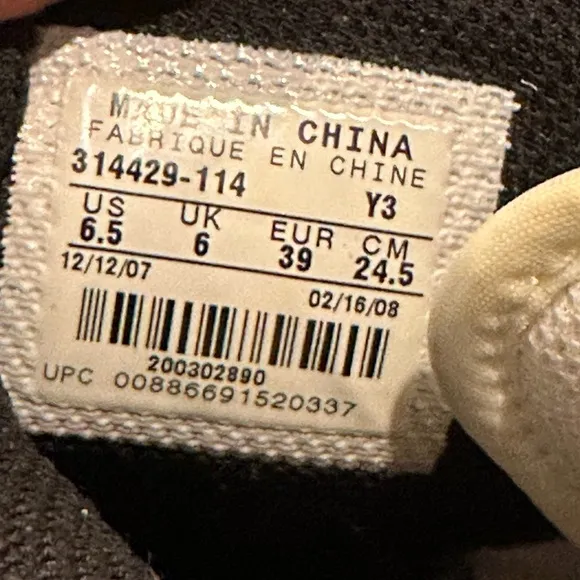 MADE IN CHINA
FABRIQUE EN CHINE
314429-114 Y3
US UK EUR CM
6.5 6 39 24.5
12/12/07 02/16/08
200302890
UPC 00886691520337